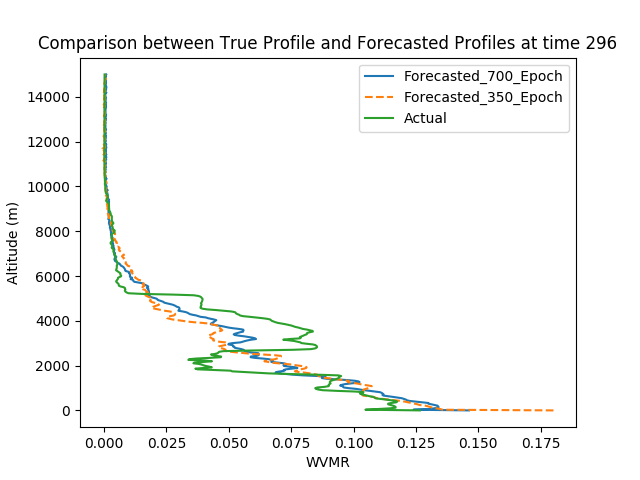 Comparison between True Profile and Forecasted Profiles at time 296
Forecasted_700_Epoch
Forecasted_350_Epoch
Actual
Altitude (m)
14000
12000
10000
8000
6000
4000
2000
0
0.000 0.025 0.050 0.075 0.100 0.125 0.150 0.175
WVMR